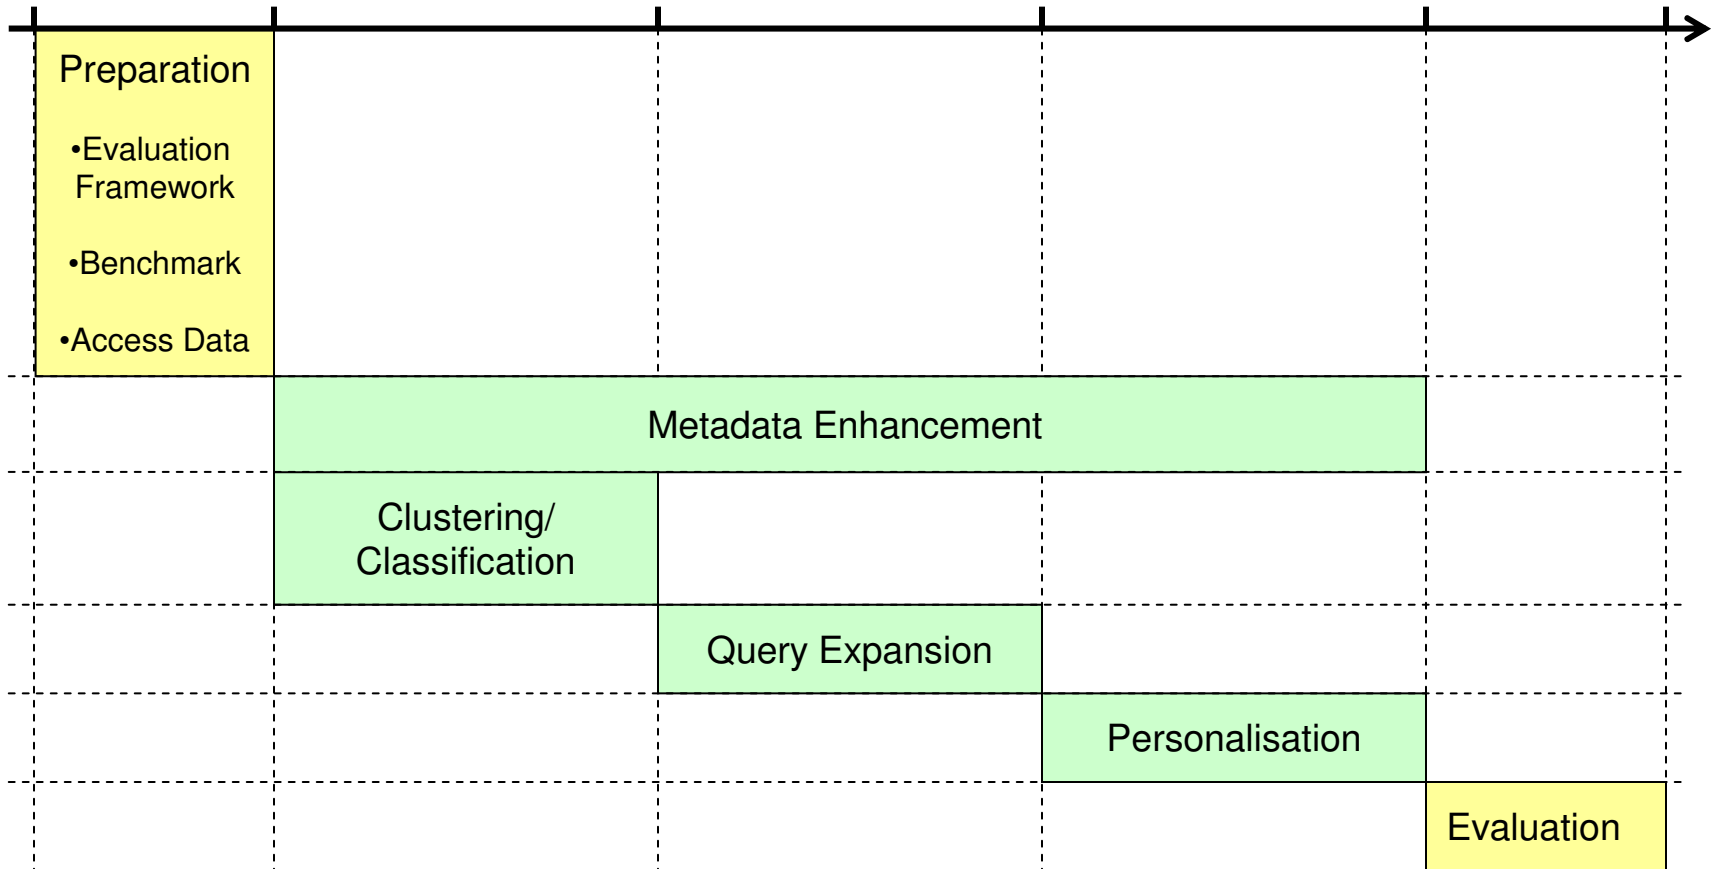 Preparation
•Evaluation
Framework
•Benchmark
•Access Data
Metadata Enhancement
Clustering/
Classification
Query Expansion
Personalisation
Evaluation